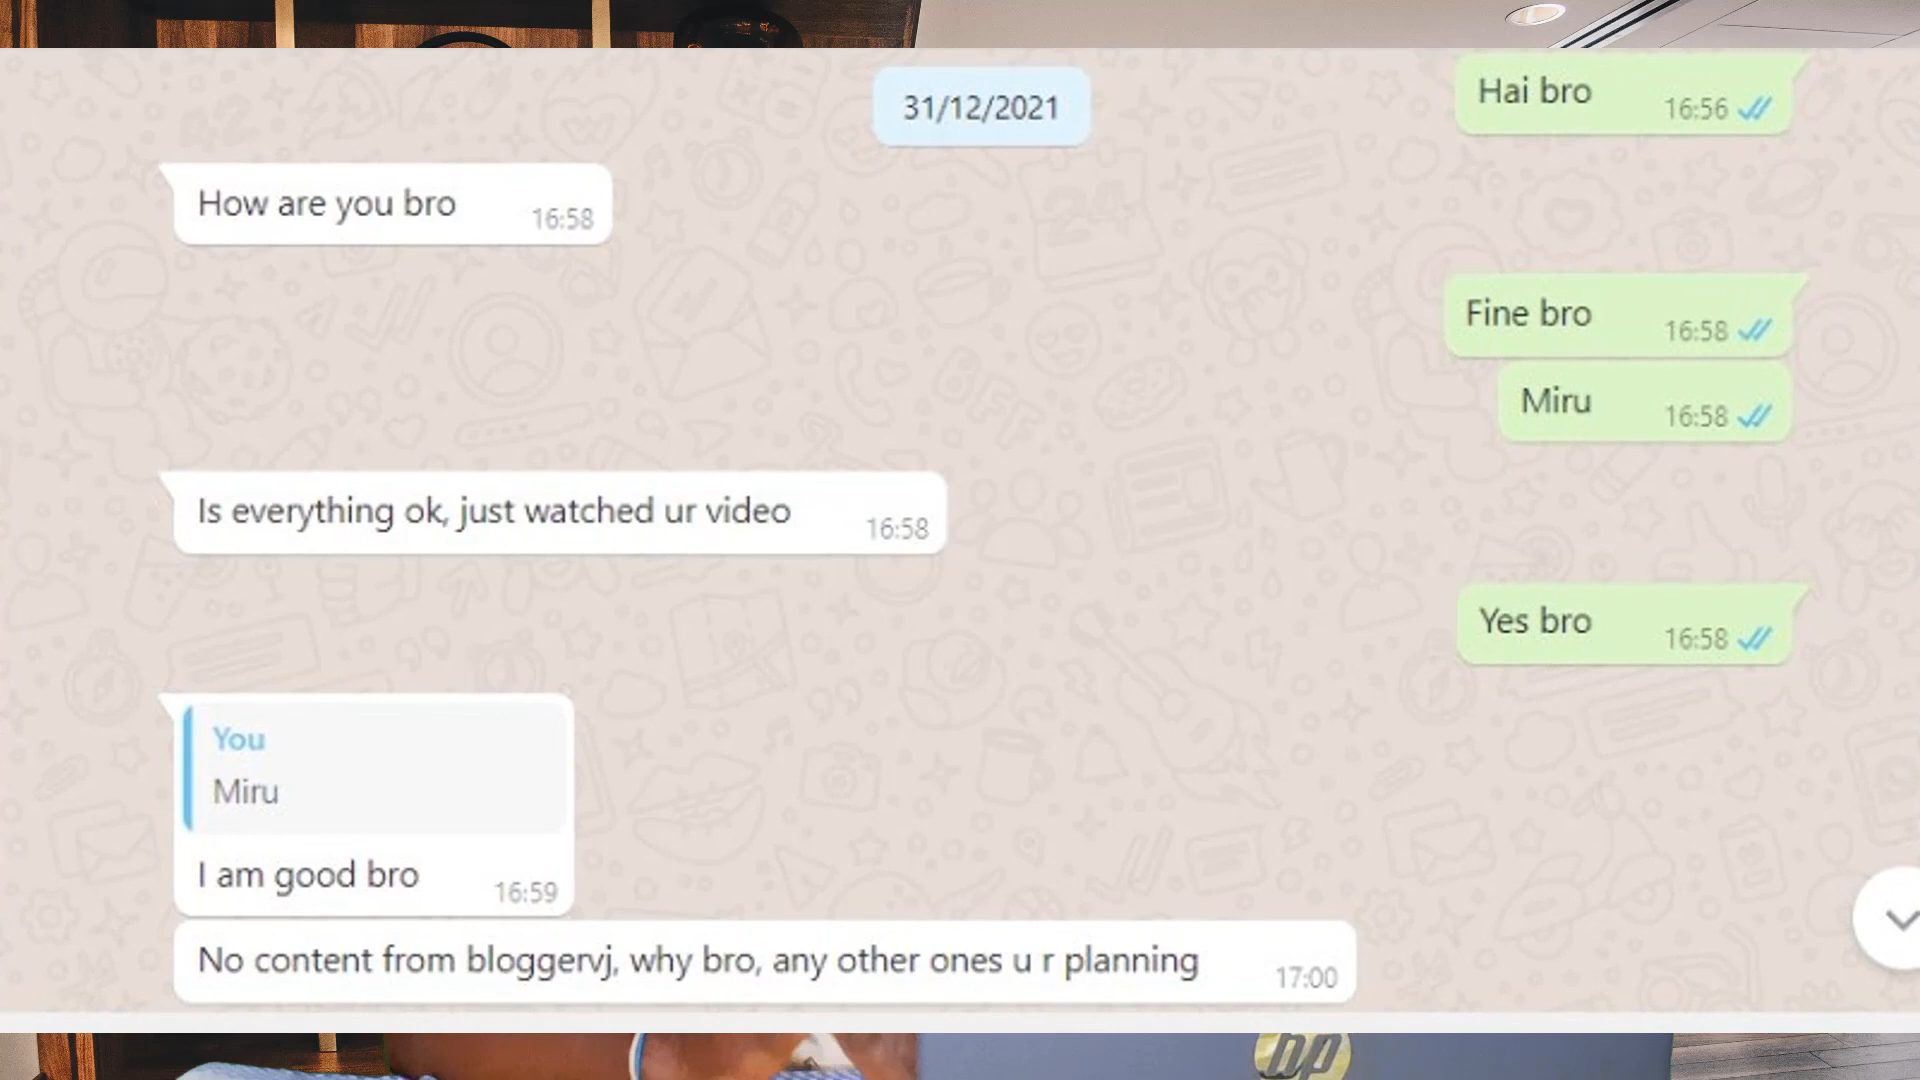 Hai bro
16:56
31/12/2021
How are you bro
16:58
Fine bro
16:58
Miru
16:58
Is everything ok, just watched ur video
16:58
Yes bro
16:58
You
Miru
I am good bro
16:59
No content from bloggervj, why bro, any other ones u r planning
17:00
hp